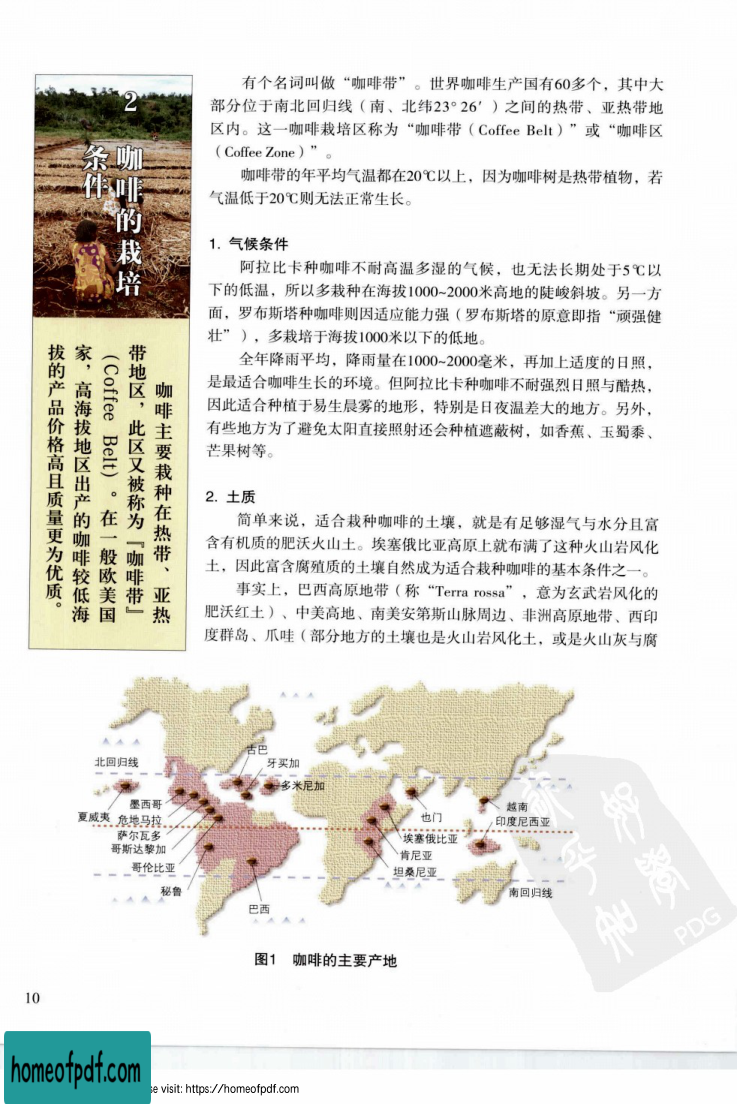 2
咖啡的栽培
条件
咖啡主要栽种在热带、亚热
带地区，此区又被称为『咖啡带』
(Coffee Belt)。在一般欧美国
家，高海拔地区出产的咖啡较低海
拔的产品价格高且质量更为优质。
有个名词叫做“咖啡带”。世界咖啡生产国有60多个，其中大
部分位于南北回归线（南、北纬23°26′）之间的热带、亚热带地
区内。这一咖啡栽培区称为“咖啡带（Coffee Belt）”或“咖啡区
（Coffee Zone）”。
咖啡带的年平均气温都在20℃以上，因为咖啡树是热带植物，若
气温低于20℃则无法正常生长。
1. 气候条件
阿拉比卡种咖啡不耐高温多湿的气候，也无法长期处于5℃以
下的低温，所以多栽种在海拔1000~2000米高地的陡峻斜坡。另一方
面，罗布斯塔种咖啡则因适应能力强（罗布斯塔的原意即指“顽强健
壮”），多栽培于海拔1000米以下的低地。
全年降雨平均，降雨量在1000~2000毫米，再加上适度的日照，
是最适合咖啡生长的环境。但阿拉比卡种咖啡不耐强烈日照与酷热，
因此适合种植于易生晨雾的地形，特别是日夜温差大的地方。另外，
有些地方为了避免太阳直接照射还会种植遮蔽树，如香蕉、玉蜀黍、
芒果树等。
2. 土质
简单来说，适合栽种咖啡的土壤，就是有足够湿气与水分且富
含有机质的肥沃火山土。埃塞俄比亚高原上就布满了这种火山岩风化
土，因此富含腐殖质的土壤自然成为适合栽种咖啡的基本条件之一。
事实上，巴西高原地带（称“Terra rossa”，意为玄武岩风化的
肥沃红土）、中美高地、南美安第斯山脉周边、非洲高原地带、西印
度群岛、爪哇（部分地方的土壤也是火山岩风化土，或是火山灰与腐
北回归线
古巴
牙买加
多米尼加
夏威夷
墨西哥
危地马拉
萨尔瓦多
哥斯达黎加
哥伦比亚
秘鲁
巴西
也门
埃塞俄比亚
肯尼亚
坦桑尼亚
越南
印度尼西亚
南回归线
图1 咖啡的主要产地
PDG
10
homeofpdf.com
se visit: https://homeofpdf.com